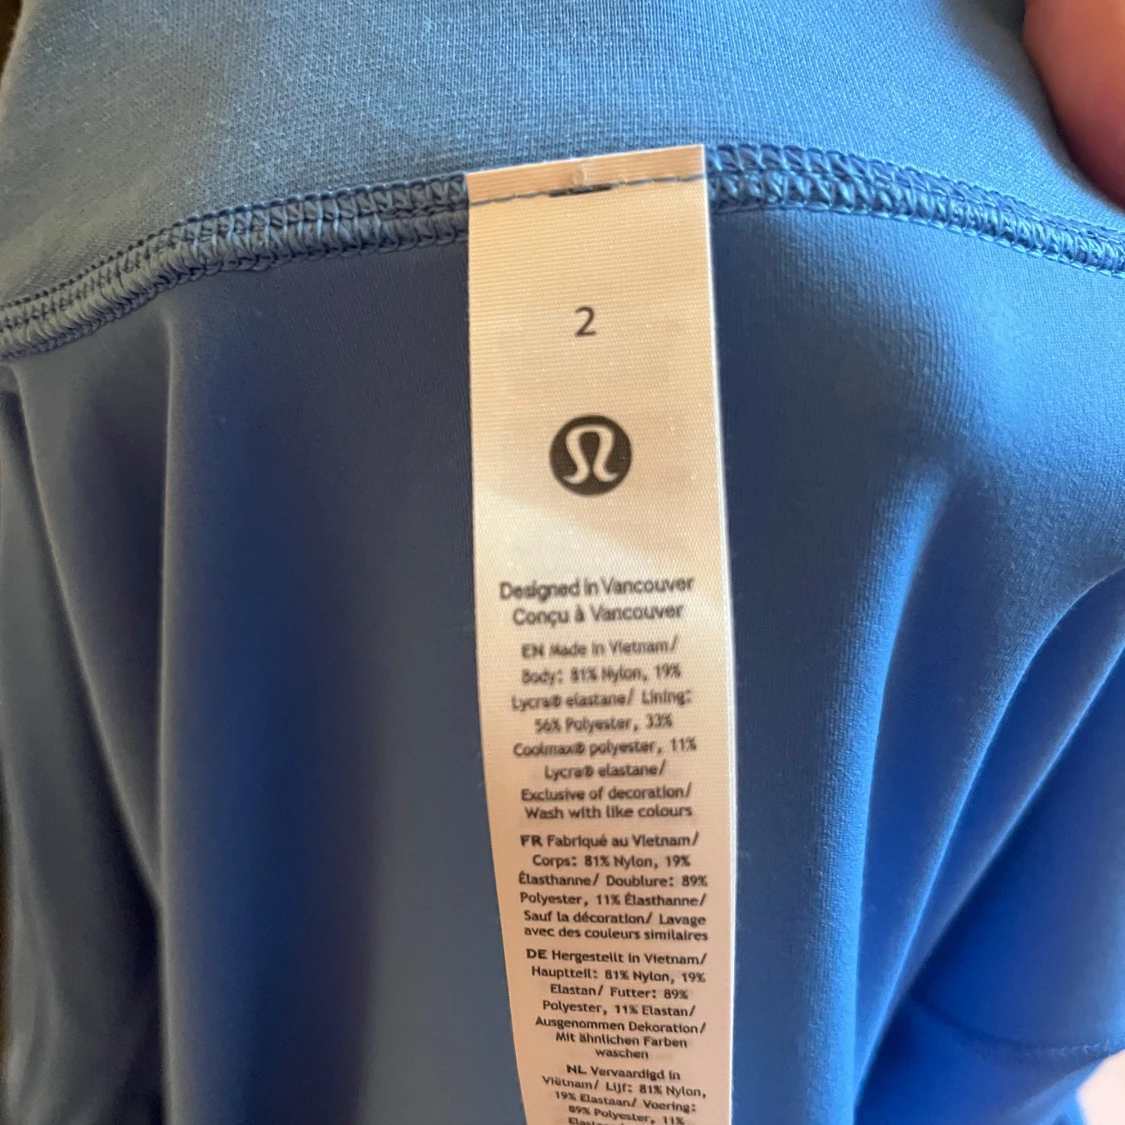 2
Designed in Vancouver
Conçu à Vancouver
EN Made in Vietnam/
Body: 81% Nylon, 19%
Lycra® elastane/ Lining:
56% Polyester, 33%
Coolmax® polyester, 11%
Lycra® elastane/
Exclusive of decoration/
Wash with like colours
FR Fabriqué au Vietnam/
Corps: 81% Nylon, 19%
Élasthanne/ Doublure: 89%
Polyester, 11% Élasthanne/
Sauf la décoration/ Lavage
avec des couleurs similaires
DE Hergestellt in Vietnam/
Hauptteil: 81% Nylon, 19%
Elastan/ Futter: 89%
Polyester, 11% Elastan/
Ausgenommen Dekoration/
Mit ähnlichen Farben
waschen
NL Vervaardigd in
Viëtnam/ Lijf: 81% Nylon,
19% Elastaan/ Voering:
89% Polyester, 11%